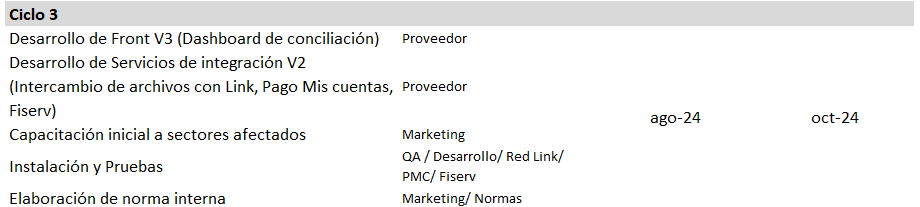 Ciclo 3
Desarrollo de Front V3 (Dashboard de conciliación) Proveedor
Desarrollo de Servicios de integración V2
(Intercambio de archivos con Link, Pago Mis cuentas, Proveedor
Fiserv)
ago-24 oct-24
Capacitación inicial a sectores afectados Marketing
Instalación y Pruebas QA / Desarrollo/ Red Link/
PMC/ Fiserv
Elaboración de norma interna Marketing/ Normas